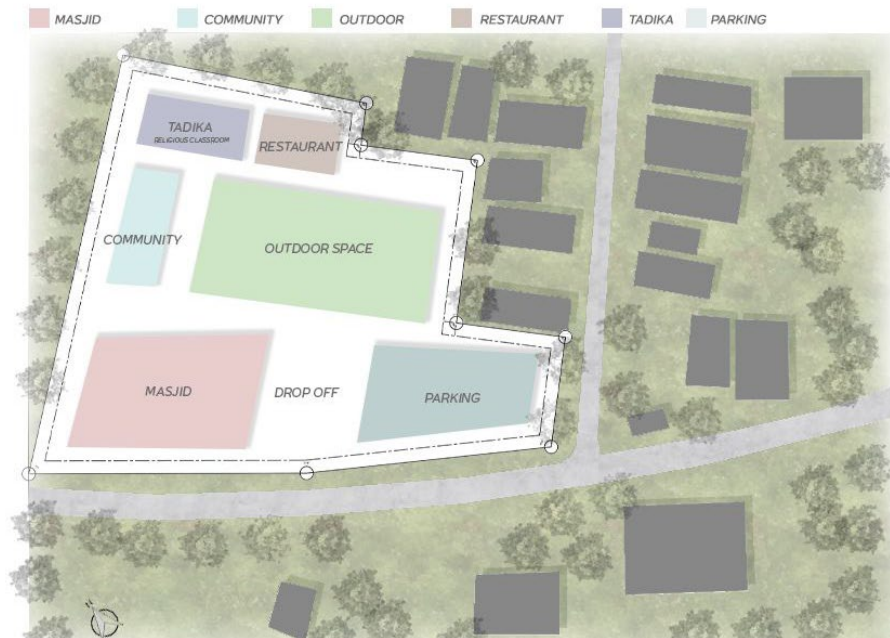 MASJID COMMUNITY OUTDOOR RESTAURANT TADIKA PARKING
TADIKA
RELIGIOUS CLASSROOM
RESTAURANT
COMMUNITY
OUTDOOR SPACE
MASJID
DROP OFF
PARKING